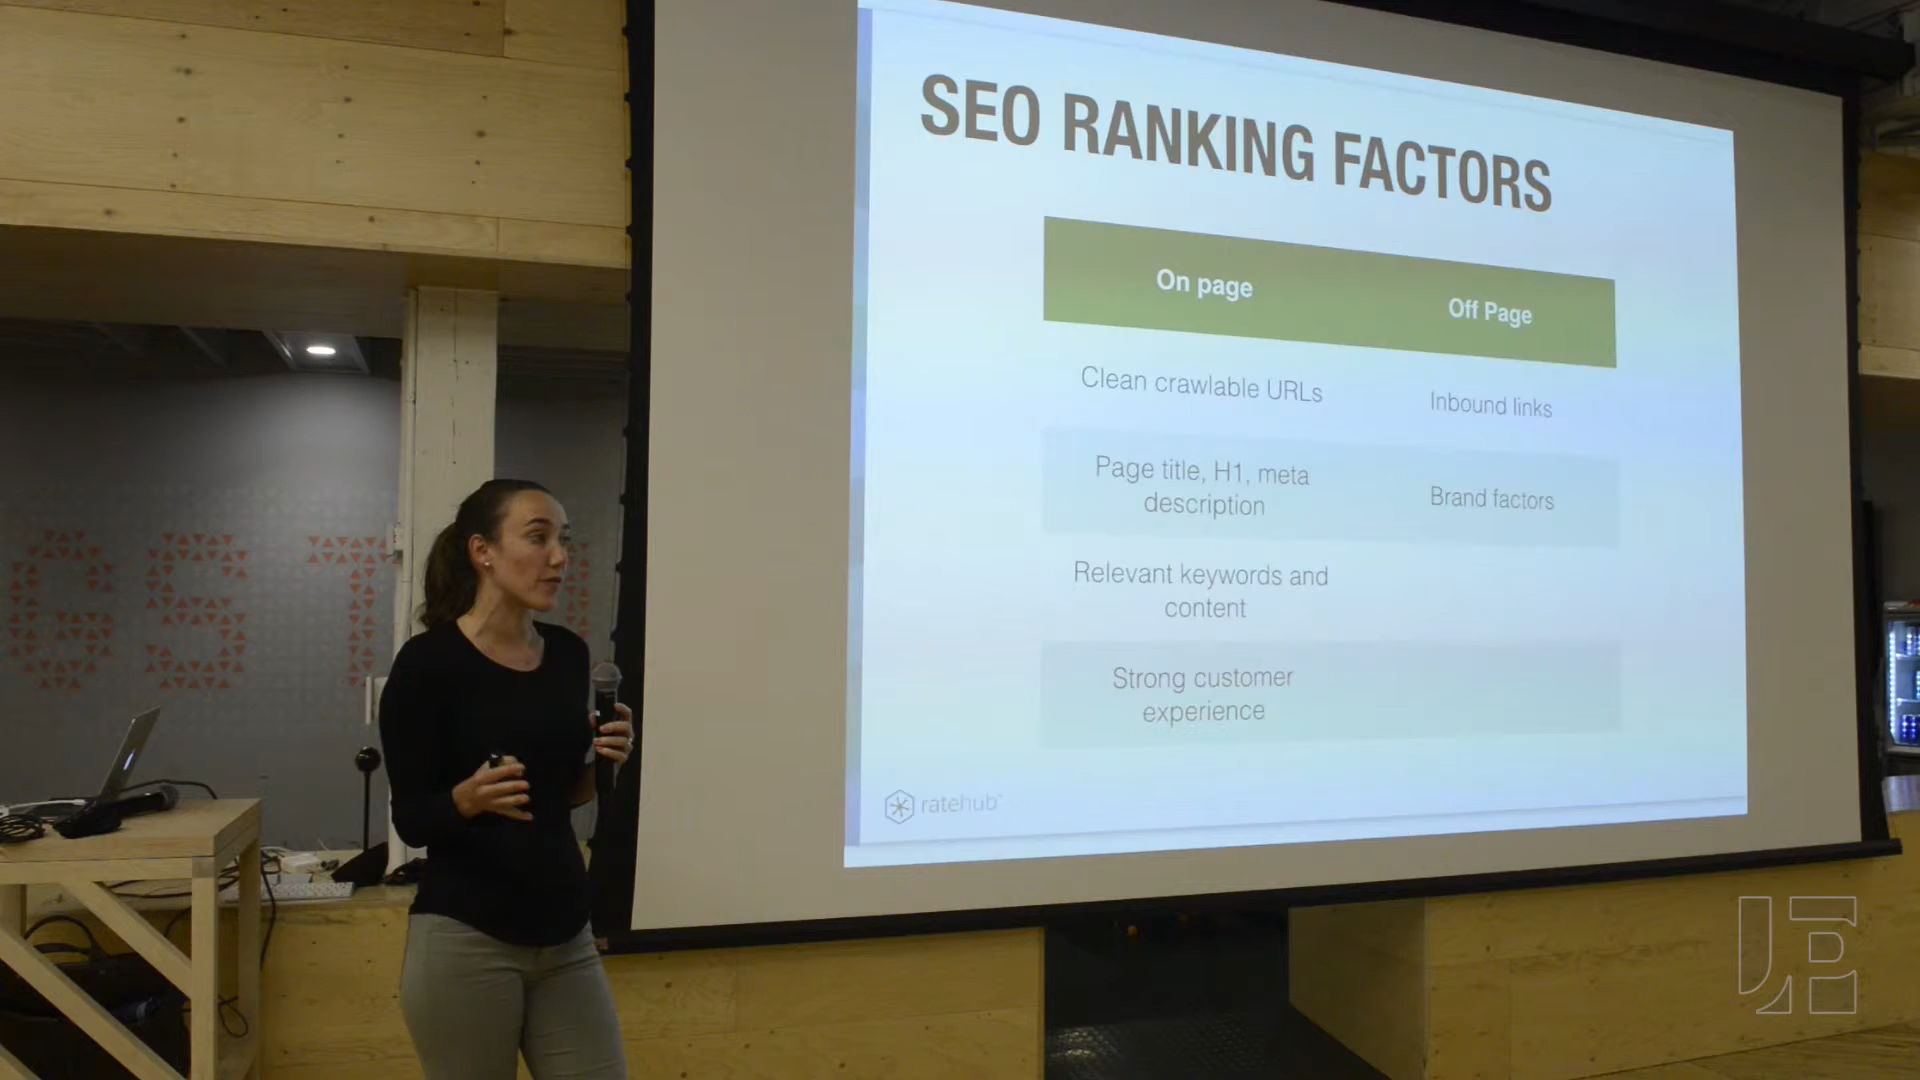 SEO RANKING FACTORS
On page
Off Page
Clean crawlable URLs
Inbound links
Page title, H1, meta
description
Brand factors
Relevant keywords and
content
Strong customer
experience
ratehub